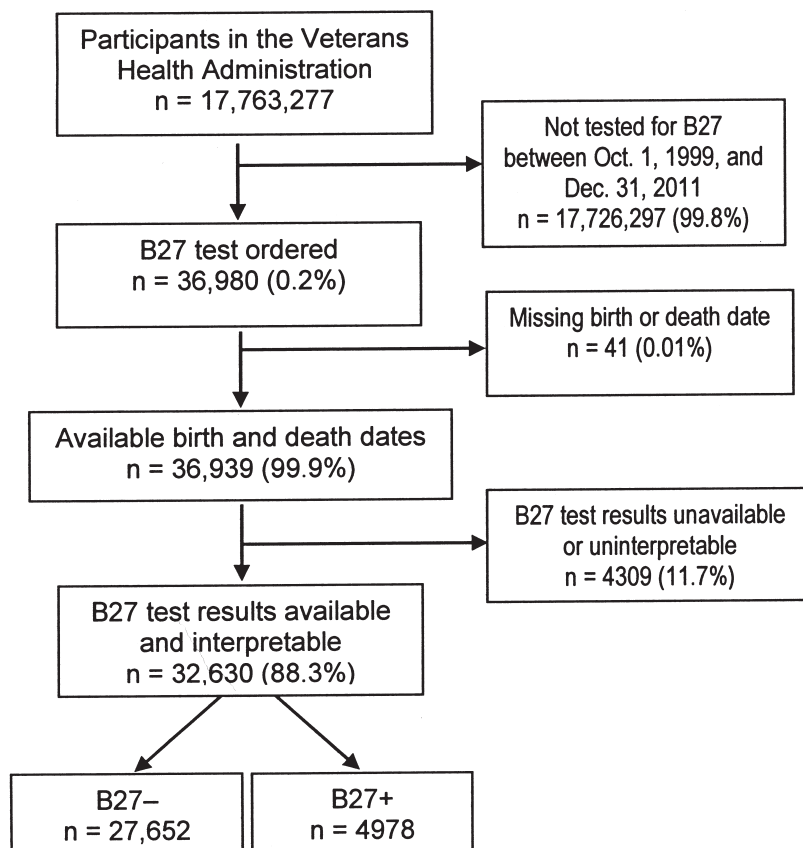 Participants in the Veterans
Health Administration
n = 17,763,277
Not tested for B27
between Oct. 1, 1999, and
Dec. 31, 2011
n = 17,726,297 (99.8%)
B27 test ordered
n = 36,980 (0.2%)
Missing birth or death date
n = 41 (0.01%)
Available birth and death dates
n = 36,939 (99.9%)
B27 test results unavailable
or uninterpretable
n = 4309 (11.7%)
B27 test results available
and interpretable
n = 32,630 (88.3%)
B27–
n = 27,652
B27+
n = 4978